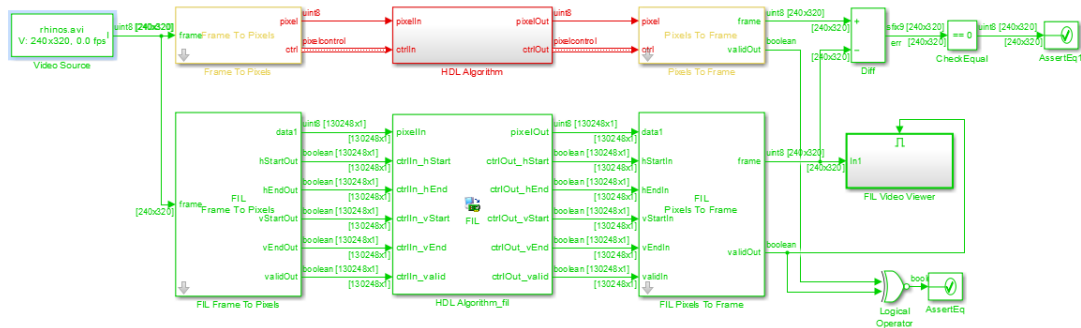 rhinos.avi
V: 240x320, 0.0 fps
I
Video Source
uint8 [240x320]
[240x320]
frame
Frame To Pixels
pixel
ctrl
Frame To Pixels
uint8
pixelcontrol
pixelIn
ctrlIn
pixelOut
ctrlOut
HDL Algorithm
uint8
pixelcontrol
pixel
ctrl
Pixels To Frame
frame
validOut
Pixels To Frame
uint8 [240x320]
[240x320]
boolean
+
−
[240x320]
Diff
sfix9 [240x320]
err
[240x320]
== 0
CheckEqual
uint8 [240x320]
[240x320]
AssertEq1
frame
FIL
Frame To Pixels
data1
hStartOut
hEndOut
vStartOut
vEndOut
validOut
FIL Frame To Pixels
uint8 [130248x1]
[130248x1]
boolean [130248x1]
[130248x1]
boolean [130248x1]
[130248x1]
boolean [130248x1]
[130248x1]
boolean [130248x1]
[130248x1]
boolean [130248x1]
[130248x1]
pixelIn
ctrlIn_hStart
ctrlIn_hEnd
ctrlIn_vStart
ctrlIn_vEnd
ctrlIn_valid
FIL
pixelOut
ctrlOut_hStart
ctrlOut_hEnd
ctrlOut_vStart
ctrlOut_vEnd
ctrlOut_valid
HDL Algorithm_fil
uint8 [130248x1]
[130248x1]
boolean [130248x1]
[130248x1]
boolean [130248x1]
[130248x1]
boolean [130248x1]
[130248x1]
boolean [130248x1]
[130248x1]
boolean [130248x1]
[130248x1]
data1
hStartIn
hEndIn
vStartIn
vEndIn
validIn
FIL
Pixels To Frame
frame
validOut
FIL Pixels To Frame
uint8 [240x320]
[240x320]
In1
FIL Video Viewer
boolean
Logical
Operator
bool
AssertEq